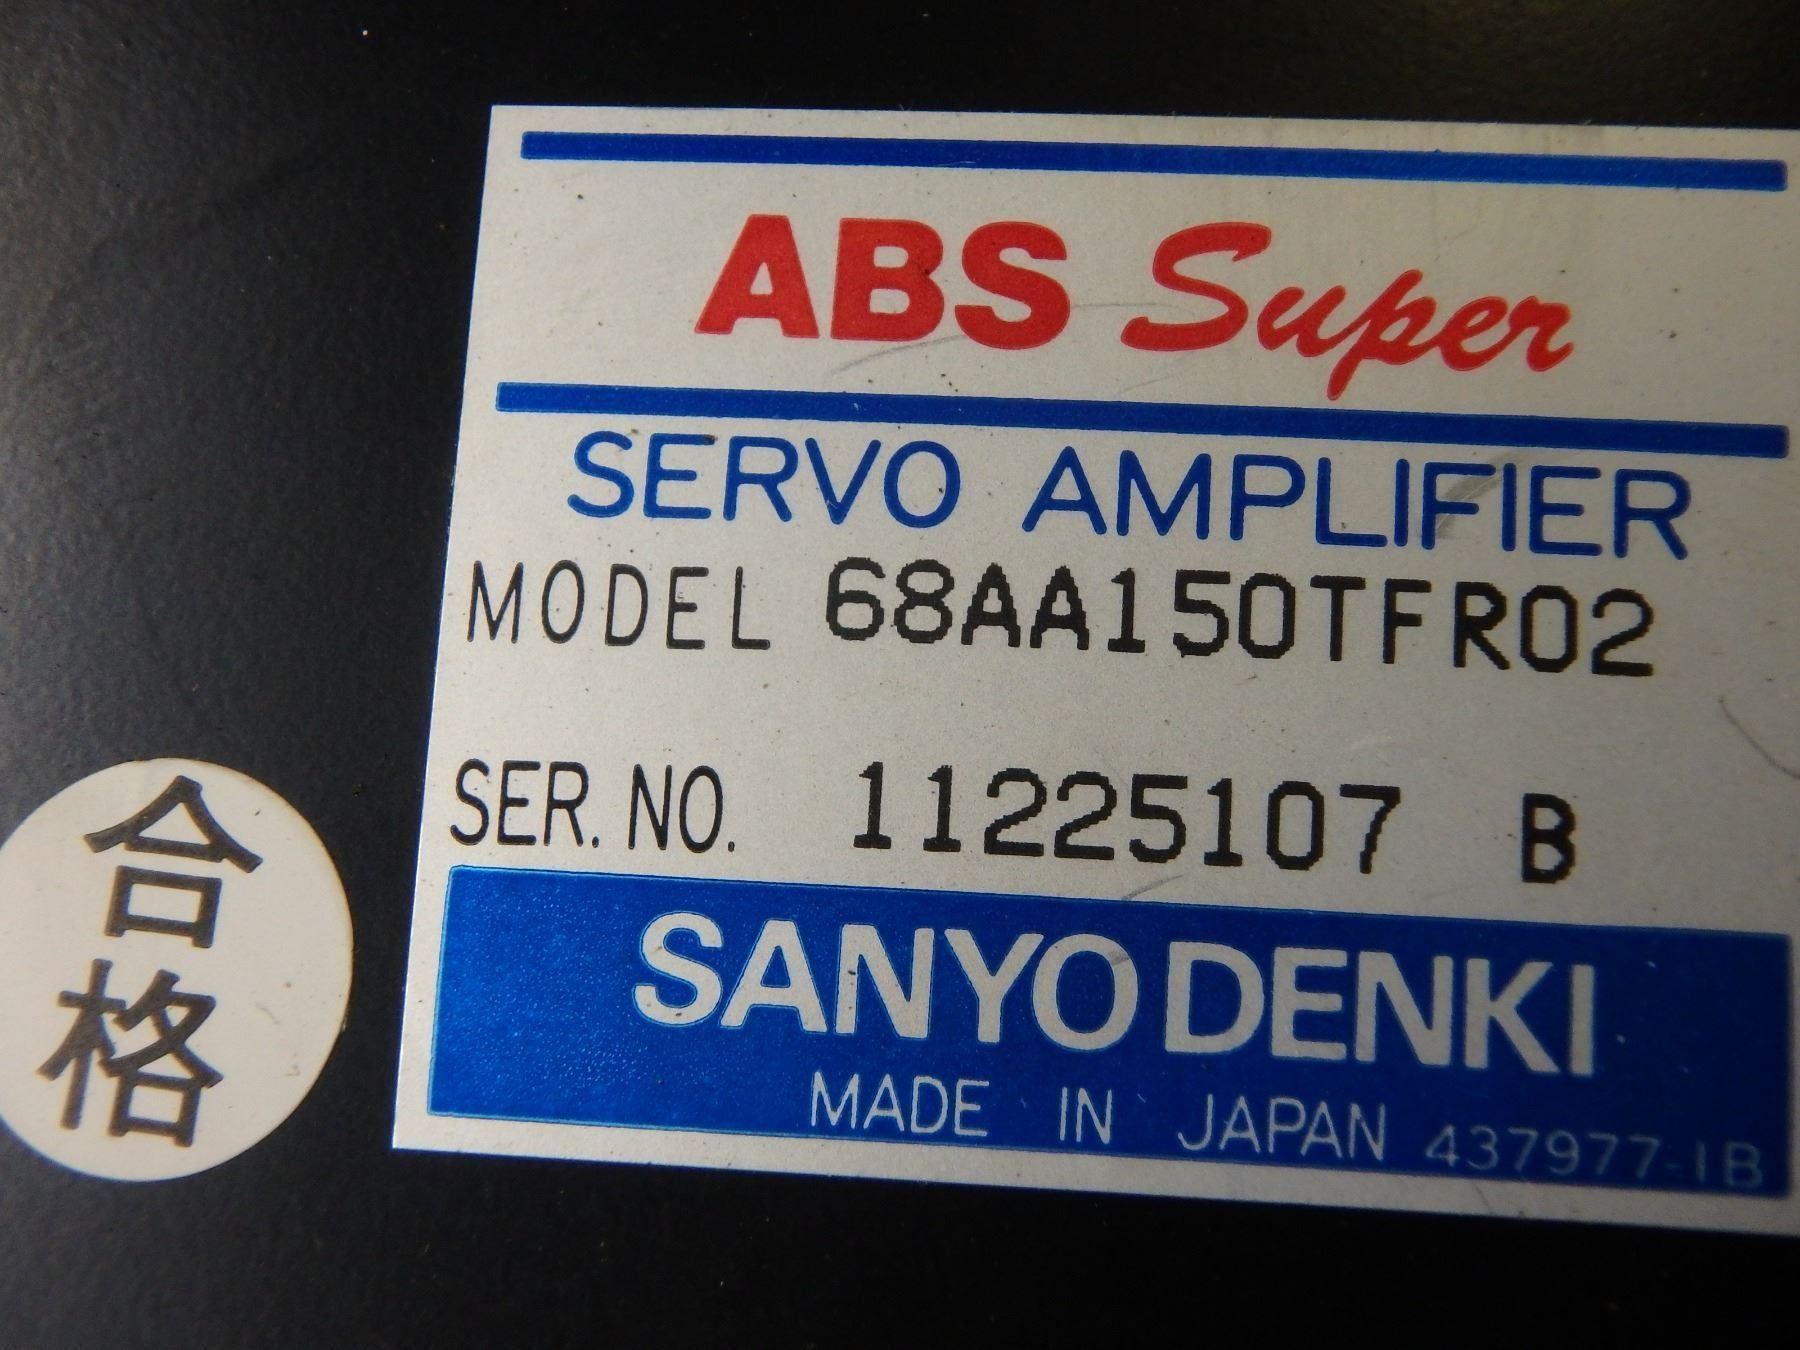 ABS Super
SERVO AMPLIFIER
MODEL 68AA150TFR02
SER. NO. 11225107 B
SANYO DENKI
MADE IN JAPAN 437977-1B
合格